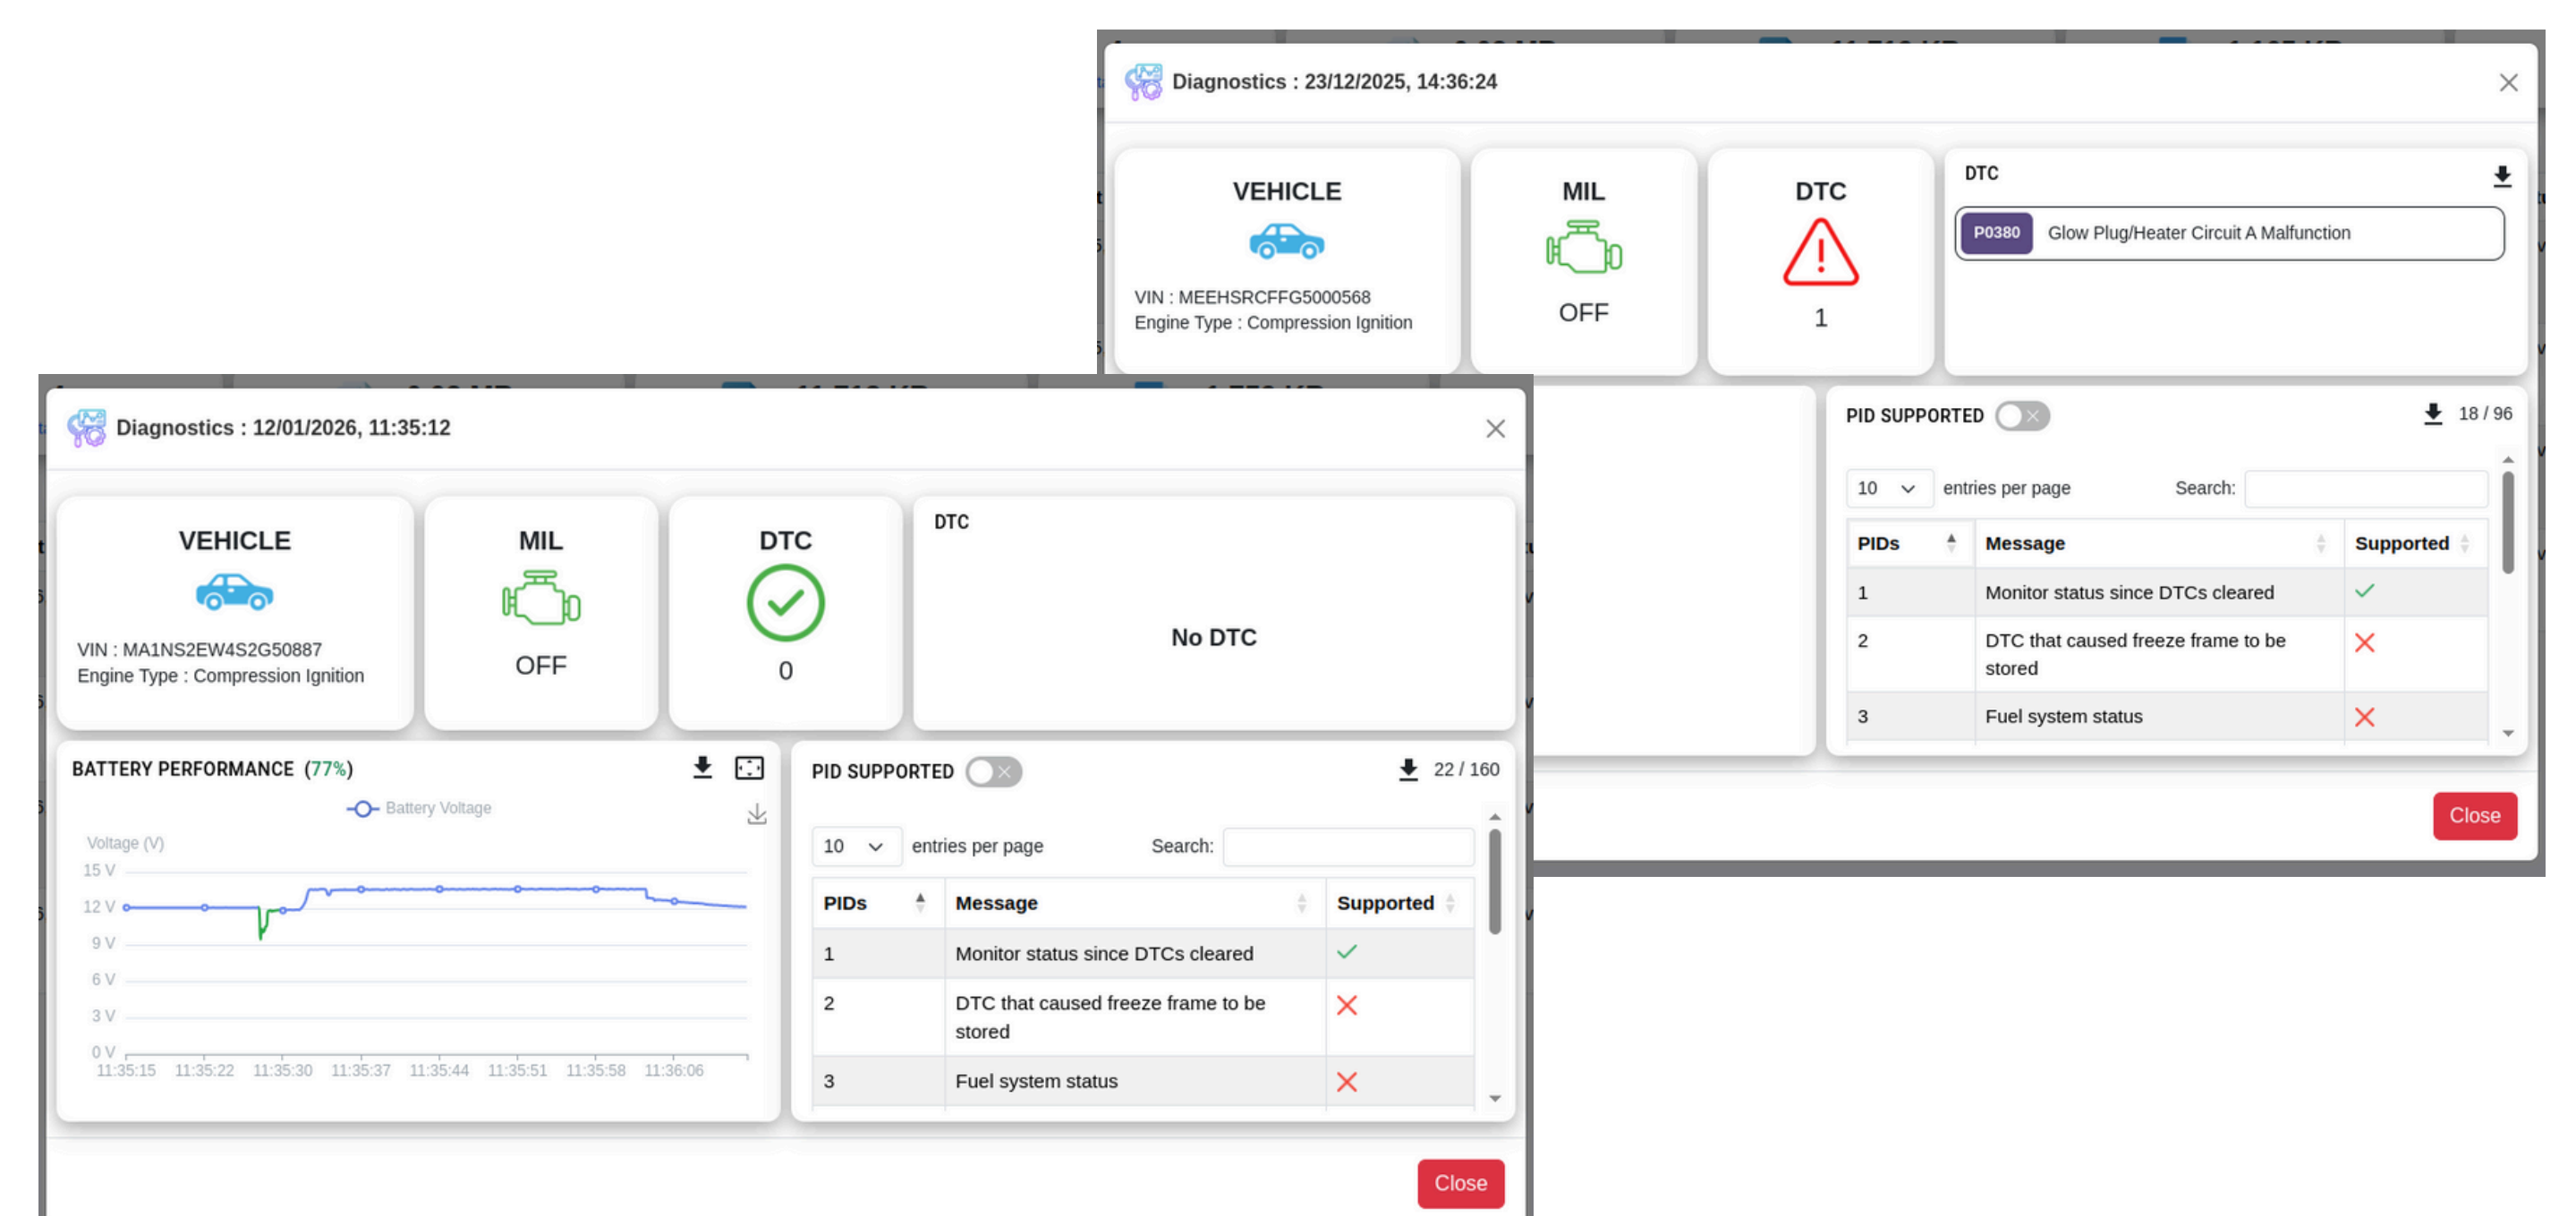 Diagnostics : 23/12/2025, 14:36:24
VEHICLE
VIN : MEEHSRCFFG5000568
Engine Type : Compression Ignition
MIL
OFF
DTC
1
DTC
P0380 Glow Plug/Heater Circuit A Malfunction
PID SUPPORTED
18 / 96
10 entries per page
Search:
PIDs Message Supported
1 Monitor status since DTCs cleared
2 DTC that caused freeze frame to be
stored
3 Fuel system status
Close
Diagnostics : 12/01/2026, 11:35:12
VEHICLE
VIN : MA1NS2EW4S2G50887
Engine Type : Compression Ignition
MIL
OFF
DTC
0
DTC
No DTC
BATTERY PERFORMANCE (77%)
Battery Voltage
Voltage (V)
15 V
12 V
9 V
6 V
3 V
0 V
11:35:15 11:35:22 11:35:30 11:35:37 11:35:44 11:35:51 11:35:58 11:36:06
PID SUPPORTED
22 / 160
10 entries per page
Search:
PIDs Message Supported
1 Monitor status since DTCs cleared
2 DTC that caused freeze frame to be
stored
3 Fuel system status
Close